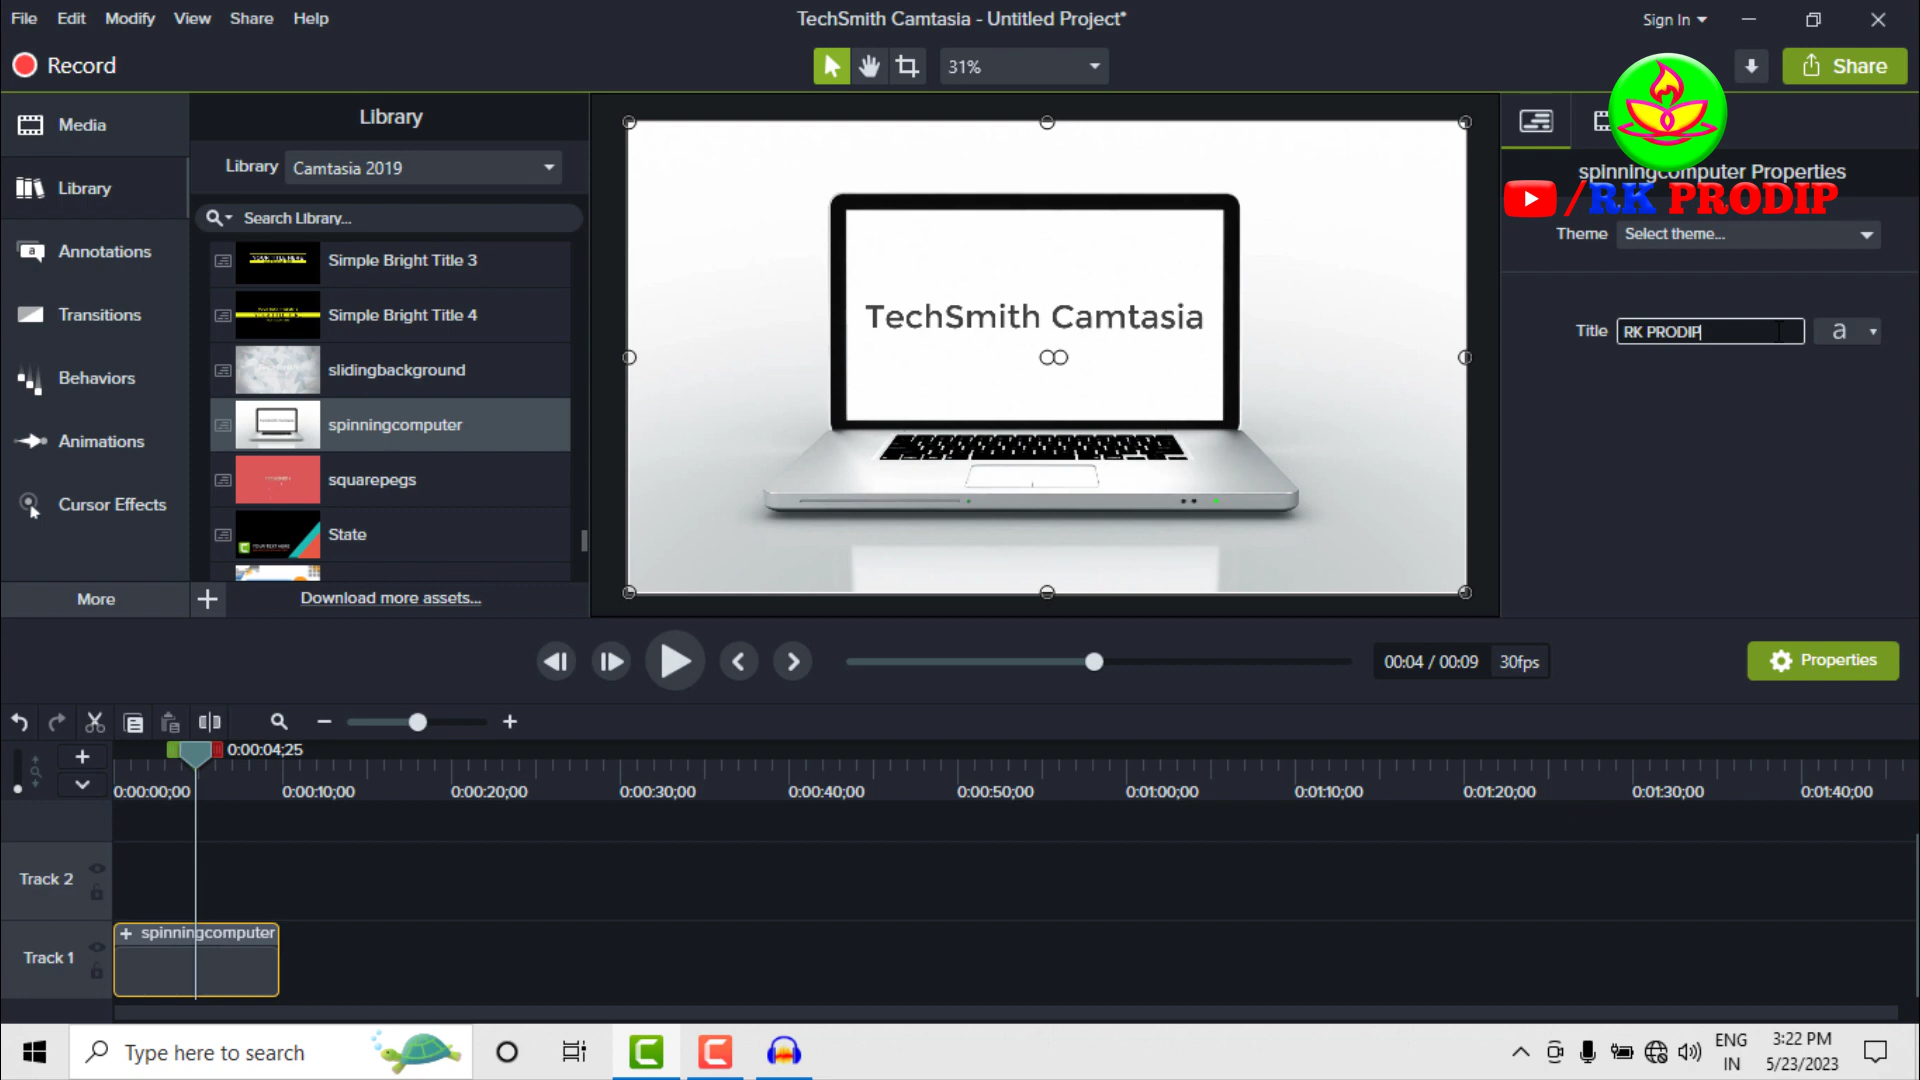 File Edit Modify View Share Help
TechSmith Camtasia - Untitled Project*
Sign In
Record
31%
Share
Media
Library
Annotations
Transitions
Behaviors
Animations
Cursor Effects
More
Library
Library Camtasia 2019
Search Library...
Simple Bright Title 3
Simple Bright Title 4
slidingbackground
spinningcomputer
squarepegs
State
Download more assets...
TechSmith Camtasia
spinningcomputer Properties
/RK PRODIP
Theme Select theme...
Title RK PRODIP a
00:04 / 00:09 30fps
Properties
0:00:04;25
0:00:00;00 0:00:10;00 0:00:20;00 0:00:30;00 0:00:40;00 0:00:50;00 0:01:00;00 0:01:10;00 0:01:20;00 0:01:30;00 0:01:40;00
Track 2
Track 1
spinningcomputer
Type here to search
ENG
IN
3:22 PM
5/23/2023